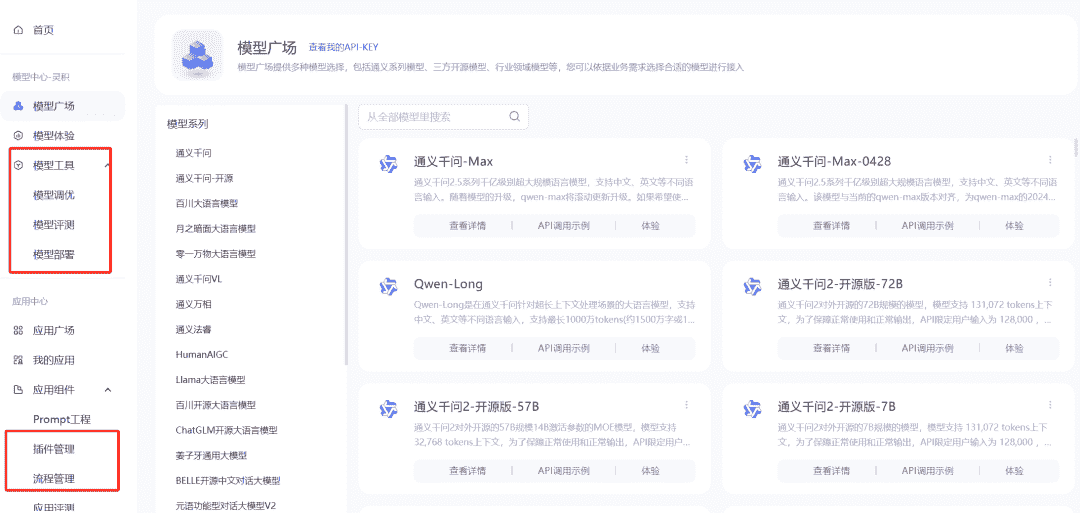 首页
模型中心-灵积
模型广场
模型体验
模型工具
模型调优
模型评测
模型部署
应用中心
应用广场
我的应用
应用组件
Prompt工程
插件管理
流程管理
应用评测
模型广场 查看我的API-KEY
模型广场提供多种模型选择，包括通义系列模型、三方开源模型、行业领域模型等，您可以依据业务需求选择合适的模型进行接入
模型系列
通义千问
通义千问-开源
百川大语言模型
月之暗面大语言模型
零一万物大语言模型
通义千问VL
通义万相
通义法睿
HumanAIGC
Llama大语言模型
百川开源大语言模型
ChatGLM开源大语言模型
姜子牙通用大模型
BELLE开源中文对话大模型
元语功能型对话大模型V2
从全部模型里搜索
通义千问-Max
通义千问2.5系列千亿级别超大规模语言模型，支持中文、英文等不同语
言输入。随着模型的升级，qwen-max将滚动更新升级。如果希望使...
查看详情 API调用示例 体验
通义千问-Max-0428
通义千问2.5系列千亿级别超大规模语言模型，支持中文、英文等不同语
言输入。该模型与当前的qwen-max版本对齐，为qwen-max的2024...
查看详情 API调用示例 体验
Qwen-Long
Qwen-Long是在通义千问针对超长上下文处理场景的大语言模型，支持
中文、英文等不同语言输入，支持最长1000万tokens(约1500万字或1...
查看详情 API调用示例 体验
通义千问2-开源版-72B
通义千问2对外开源的72B规模的模型，模型支持 131,072 tokens上下
文，为了保障正常使用和正常输出，API限定用户输入为 128,000 ，...
查看详情 API调用示例 体验
通义千问2-开源版-57B
通义千问2对外开源的57B规模14B激活参数的MOE模型，模型支持
32,768 tokens上下文，为了保障正常使用和正常输出，API限定用户...
查看详情 API调用示例 体验
通义千问2-开源版-7B
通义千问2对外开源的7B规模的模型，模型支持 131,072 tokens上下
文，为了保障正常使用和正常输出，API限定用户输入为 128,000 ，...
查看详情 API调用示例 体验